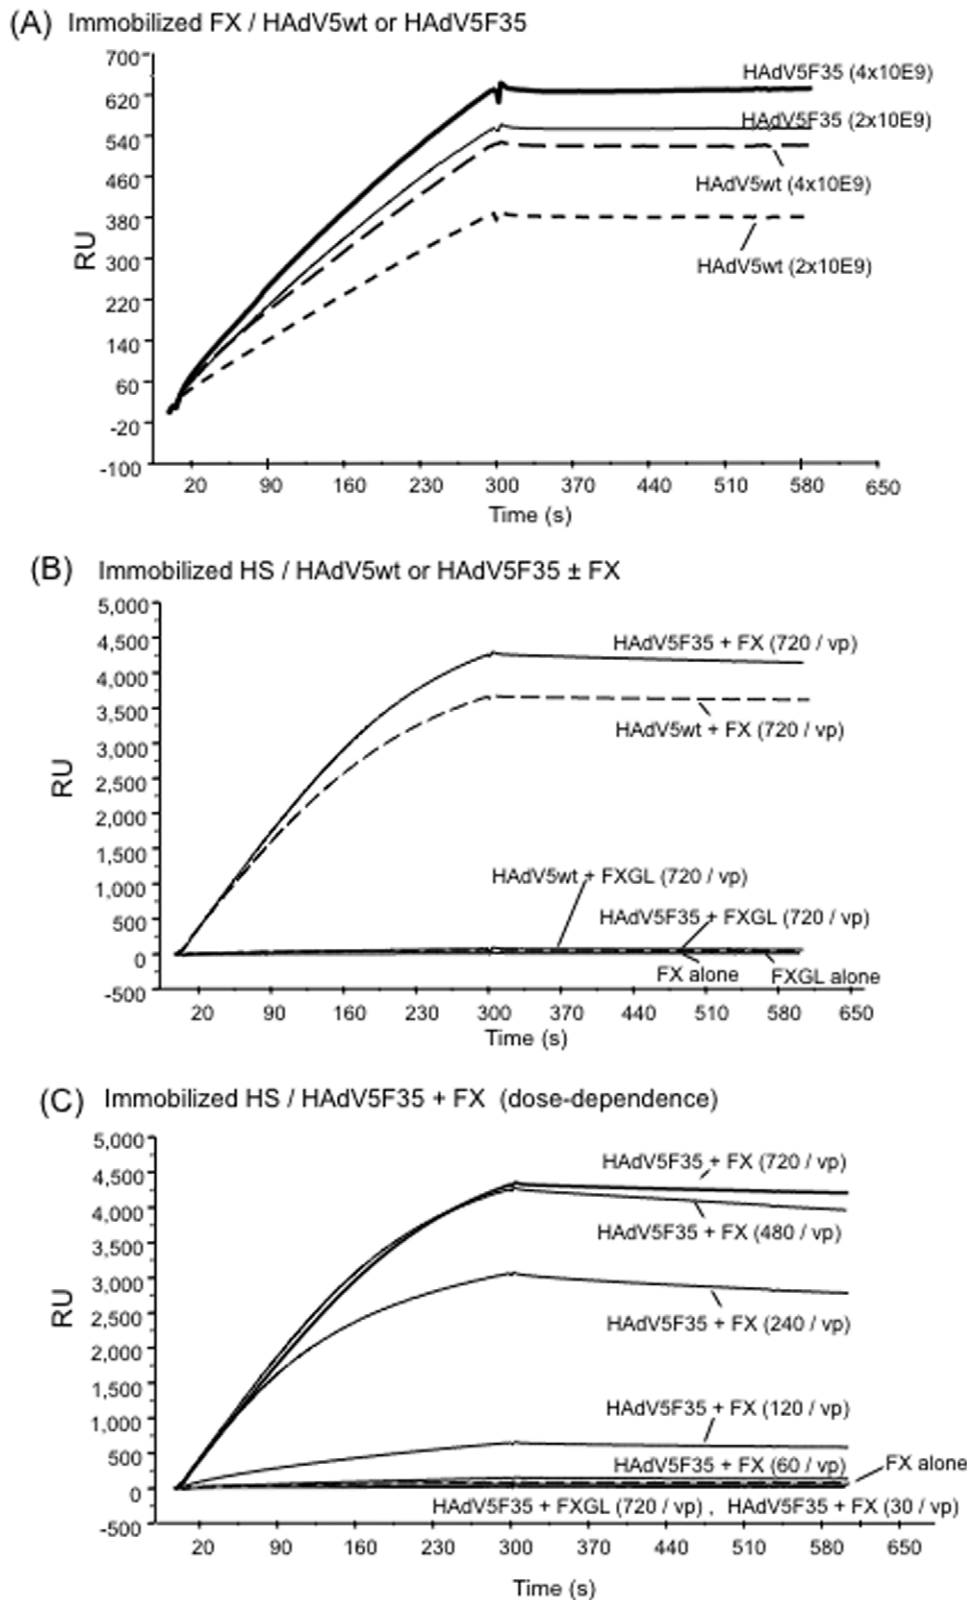 (A) Immobilized FX / HAdV5wt or HAdV5F35
700
620
540
460
380
300
220
140
60
-20
-100
RU
HAdV5F35 (4x10E9)
HAdV5F35 (2x10E9)
HAdV5wt (4x10E9)
HAdV5wt (2x10E9)
20 90 160 230 300 370 440 510 580 650
Time (s)
(B) Immobilized HS / HAdV5wt or HAdV5F35 ± FX
5,000
4,500
4,000
3,500
3,000
2,500
2,000
1,500
1,000
500
0
-500
RU
HAdV5F35 + FX (720 / vp)
HAdV5wt + FX (720 / vp)
HAdV5wt + FXGL (720 / vp)
HAdV5F35 + FXGL (720 / vp)
FX alone FXGL alone
20 90 160 230 300 370 440 510 580 650
Time (s)
(C) Immobilized HS / HAdV5F35 + FX (dose-dependence)
5,000
4,500
4,000
3,500
3,000
2,500
2,000
1,500
1,000
500
0
-500
RU
HAdV5F35 + FX (720 / vp)
HAdV5F35 + FX (480 / vp)
HAdV5F35 + FX (240 / vp)
HAdV5F35 + FX (120 / vp)
HAdV5F35 + FX (60 / vp) FX alone
HAdV5F35 + FXGL (720 / vp) , HAdV5F35 + FX (30 / vp)
20 90 160 230 300 370 440 510 580 650
Time (s)